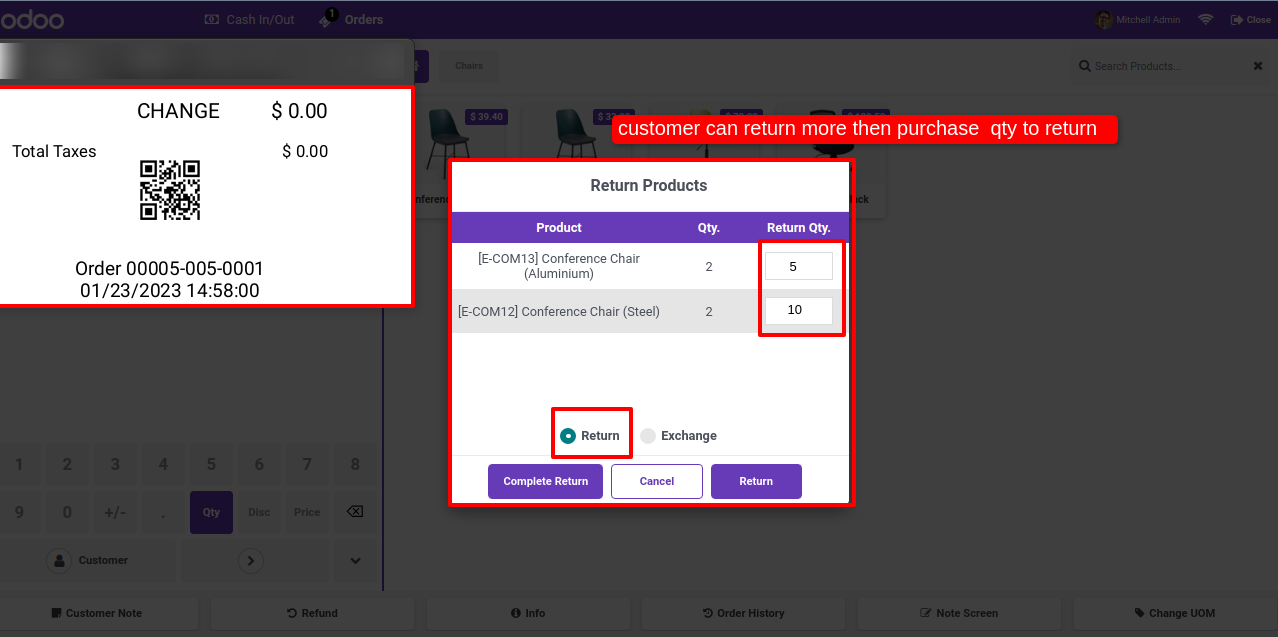 odoo
Cash In/Out
1
Orders
Mitchell Admin
Close
Chairs
Search Products...
CHANGE $ 0.00
Total Taxes $ 0.00
Order 00005-005-0001
01/23/2023 14:58:00
$ 39.40
customer can return more then purchase  qty to return
Return Products
Product Qty. Return Qty.
[E-COM13] Conference Chair
(Aluminium)
2
5
[E-COM12] Conference Chair (Steel)
2
10
Return
Exchange
Complete Return
Cancel
Return
1 2 3 4 5 6 7 8
9 0 +/- . Qty Disc Price
Customer
Customer Note
Refund
Info
Order History
Note Screen
Change UOM